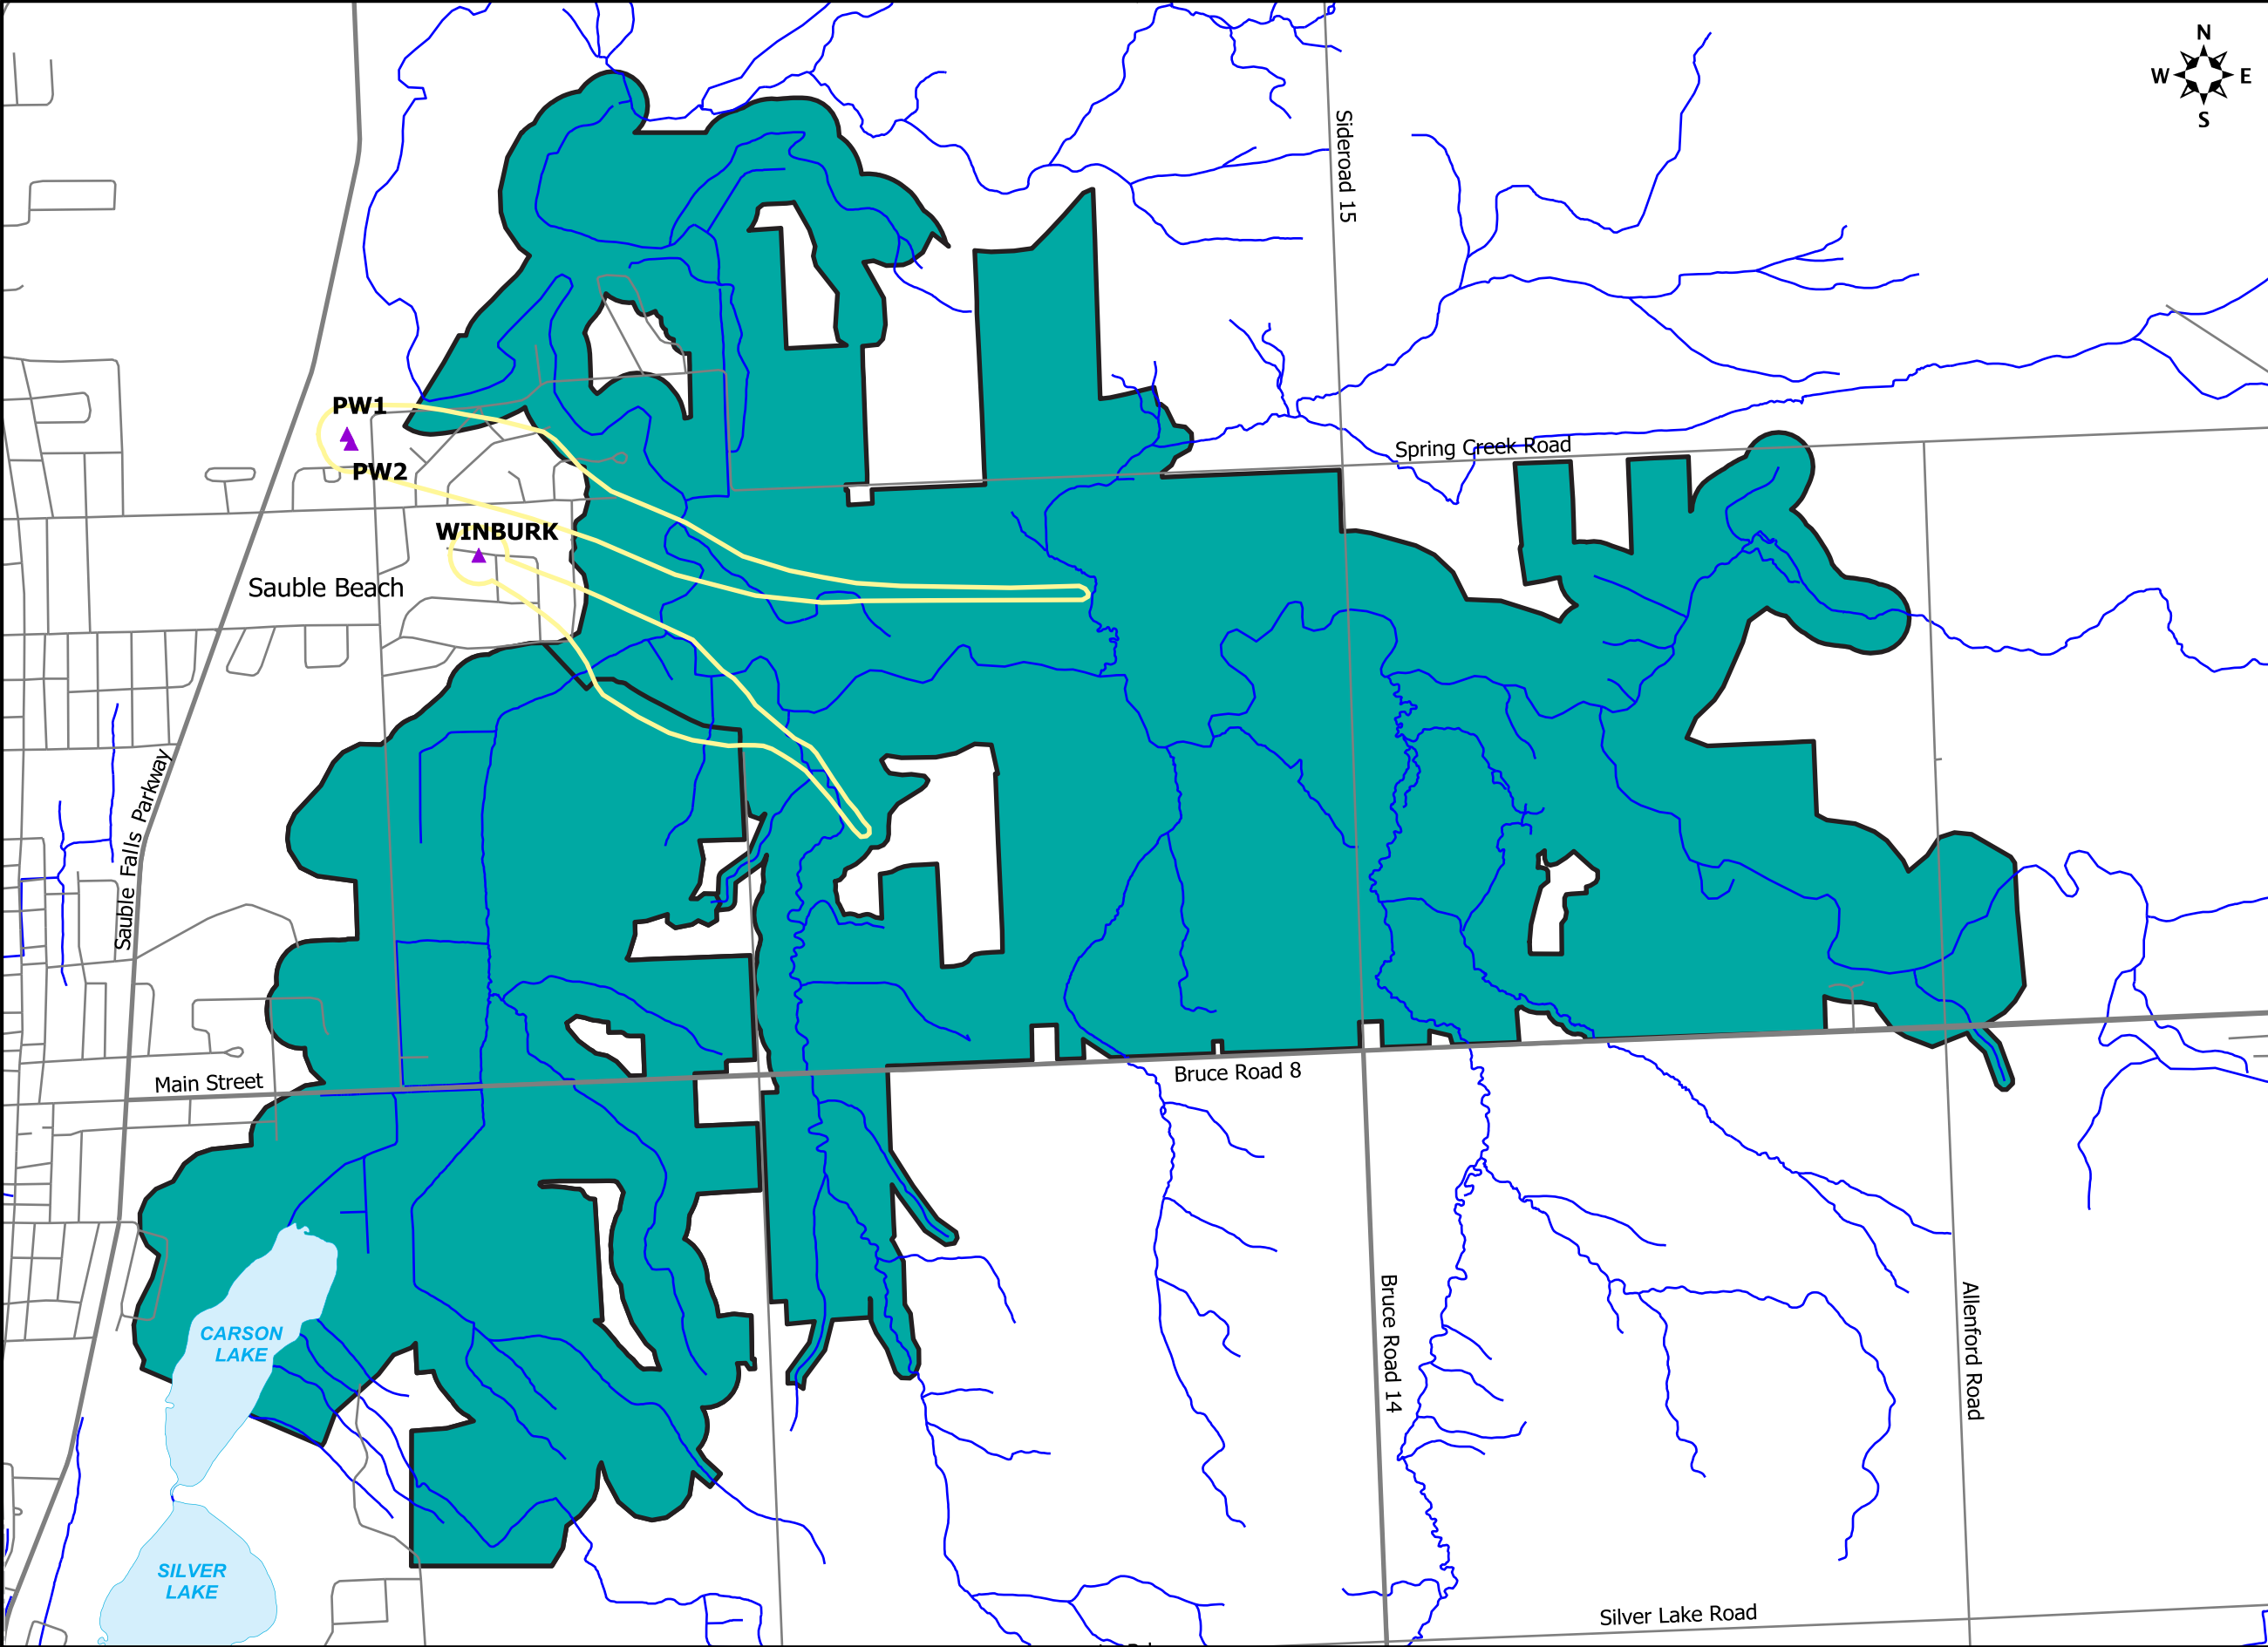 N
W E
S
Sideroad 15
PW1
PW2
Spring Creek Road
WINBURK
Sauble Beach
Sauble Falls Parkway
Main Street
Bruce Road 8
CARSON
LAKE
Bruce Road 14
Allenford Road
SILVER
LAKE
Silver Lake Road